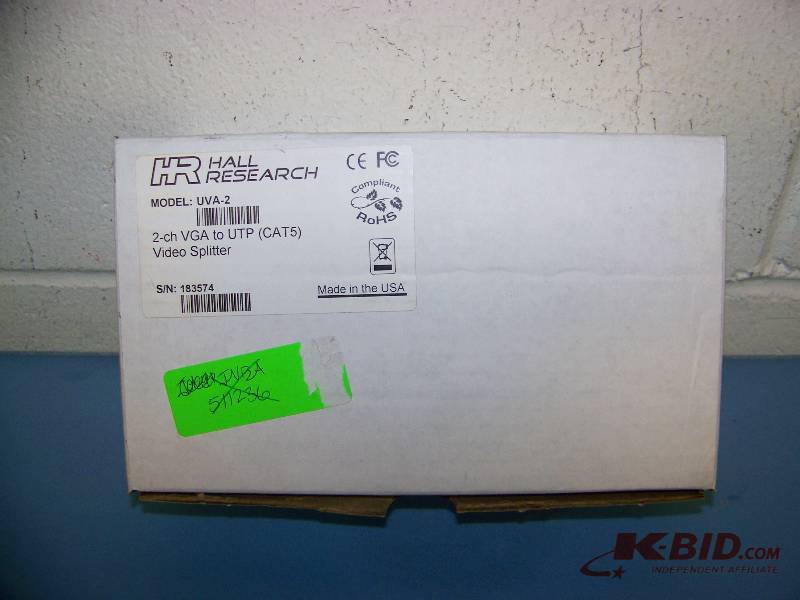 HR HALL
RESEARCH
CE FC
MODEL: UVA-2
Compliant
RoHS
2-ch VGA to UTP (CAT5)
Video Splitter
S/N: 183574
Made in the USA
511236
K-BID.COM
INDEPENDENT AFFILIATE